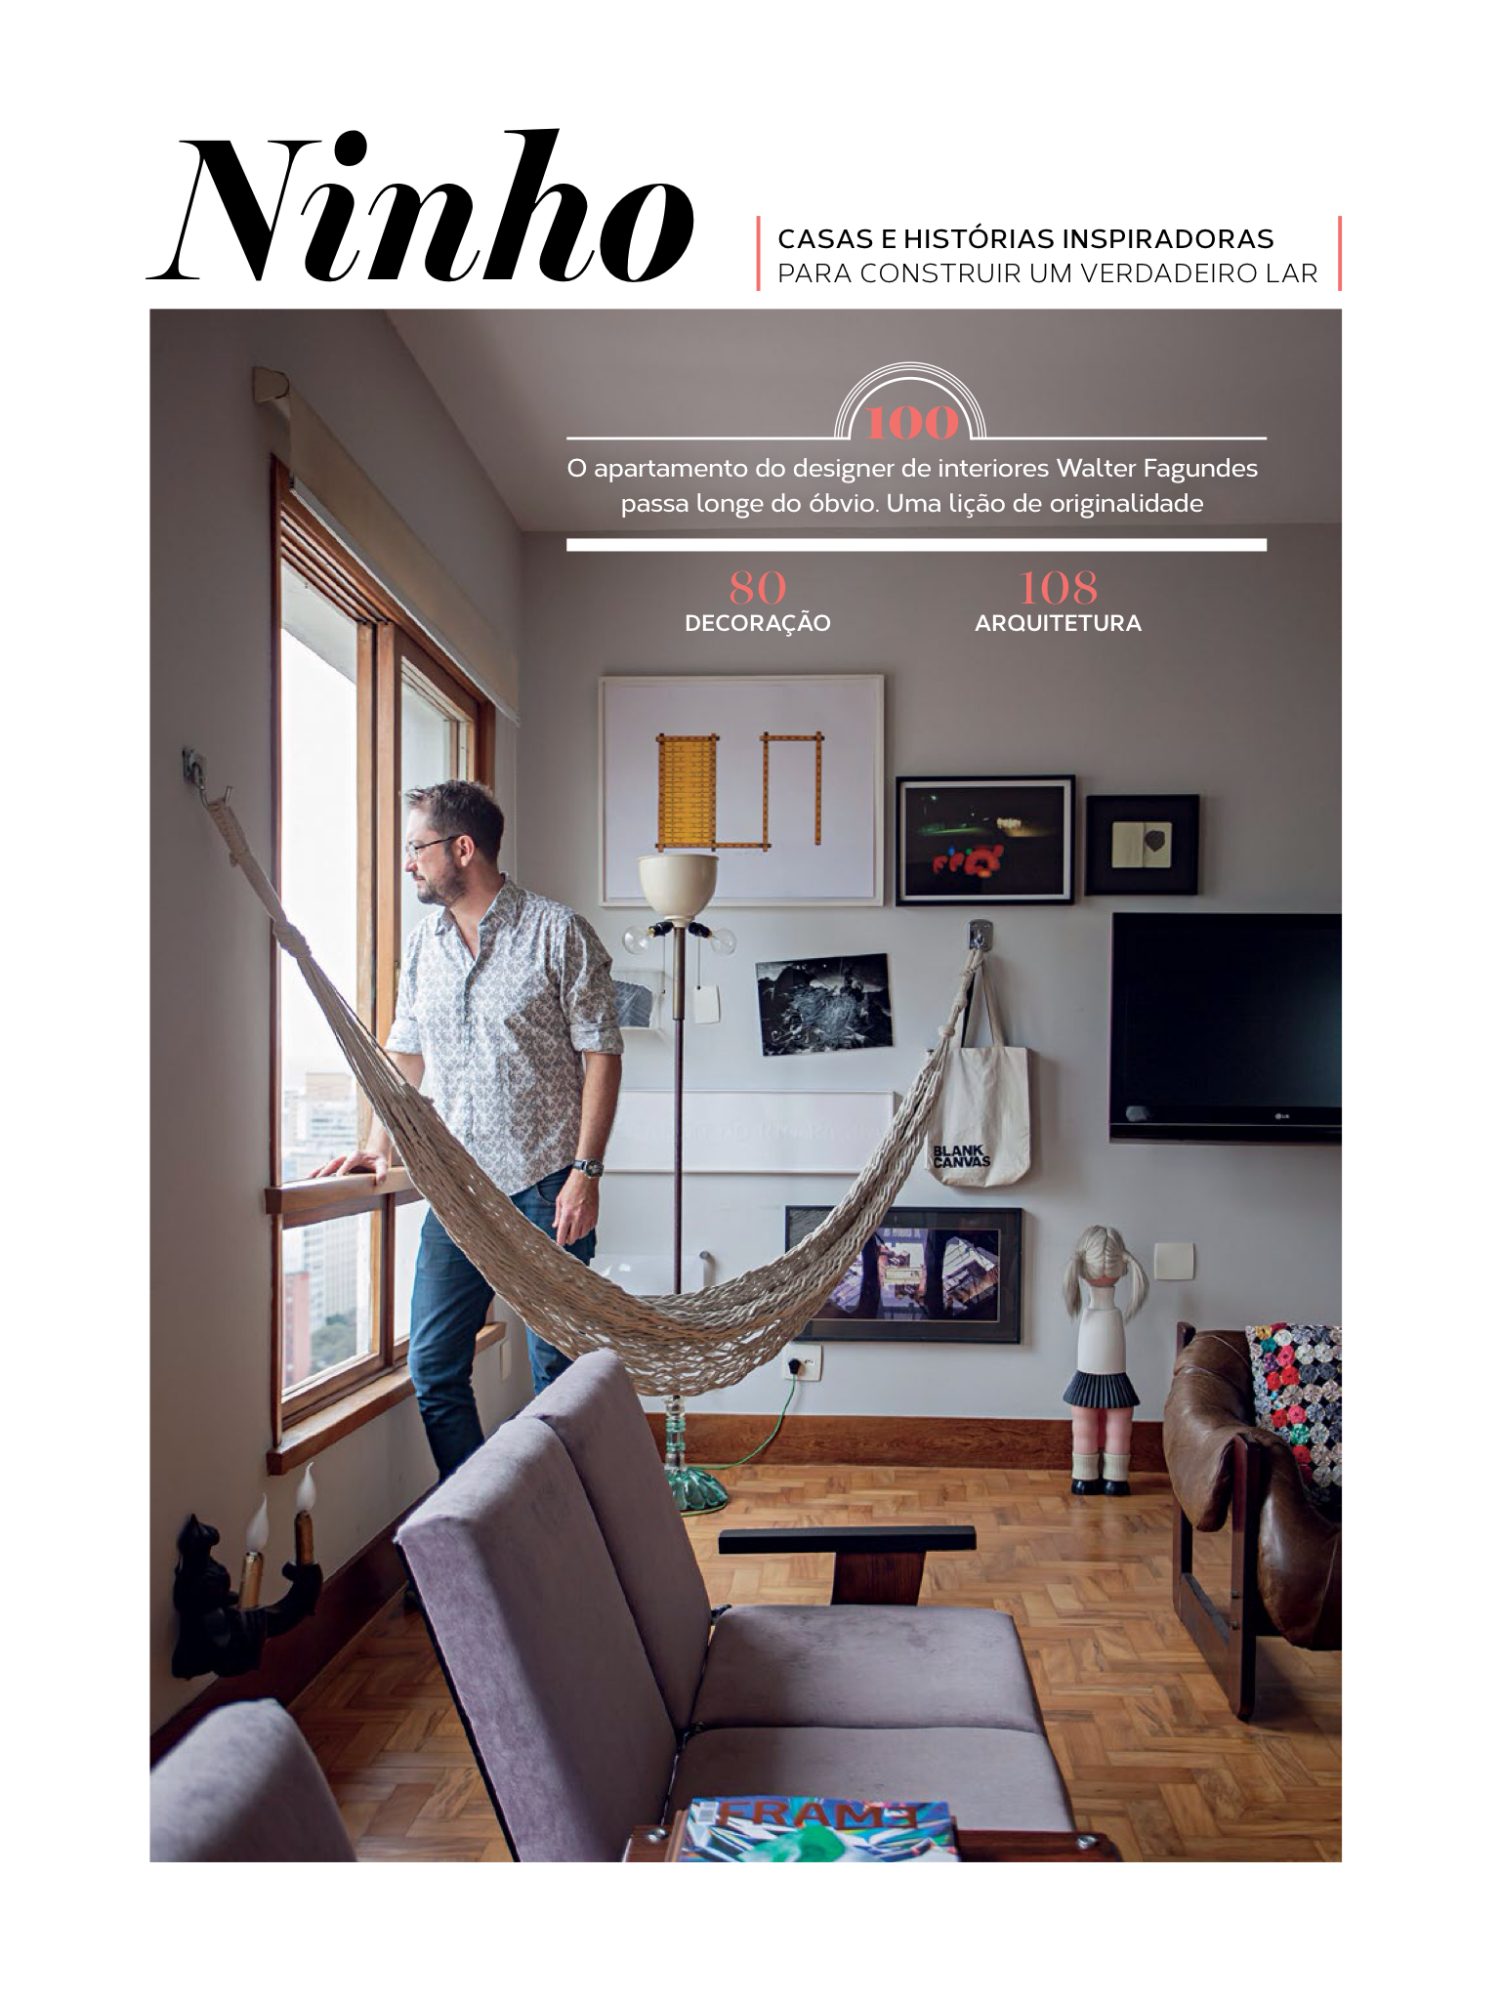 Ninho
CASAS E HISTÓRIAS INSPIRADORAS
PARA CONSTRUIR UM VERDADEIRO LAR
100
O apartamento do designer de interiores Walter Fagundes
passa longe do óbvio. Uma lição de originalidade
80
DECORAÇÃO
108
ARQUITETURA
LG
BLANK
CANVAS
FRAME